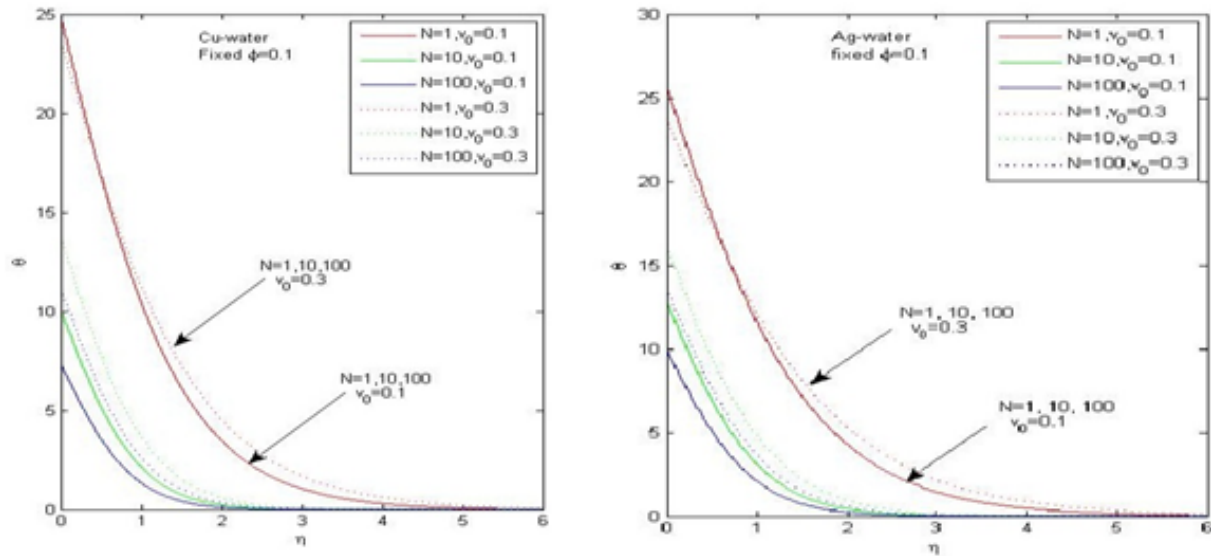 25
20
15
10
5
0
0
1
2
3
4
5
6
θ
η
Cu-water
Fixed ϕ=0.1
N=1,v0=0.1
N=10,v0=0.1
N=100,v0=0.1
N=1,v0=0.3
N=10,v0=0.3
N=100,v0=0.3
N=1,10,100
v0=0.3
N=1,10,100
v0=0.1
30
25
20
15
10
5
0
0
1
2
3
4
5
6
θ
η
Ag-water
fixed ϕ=0.1
N=1,v0=0.1
N=10,v0=0.1
N=100,v0=0.1
N=1,v0=0.3
N=10,v0=0.3
N=100,v0=0.3
N=1, 10, 100
v0=0.3
N=1, 10, 100
v0=0.1